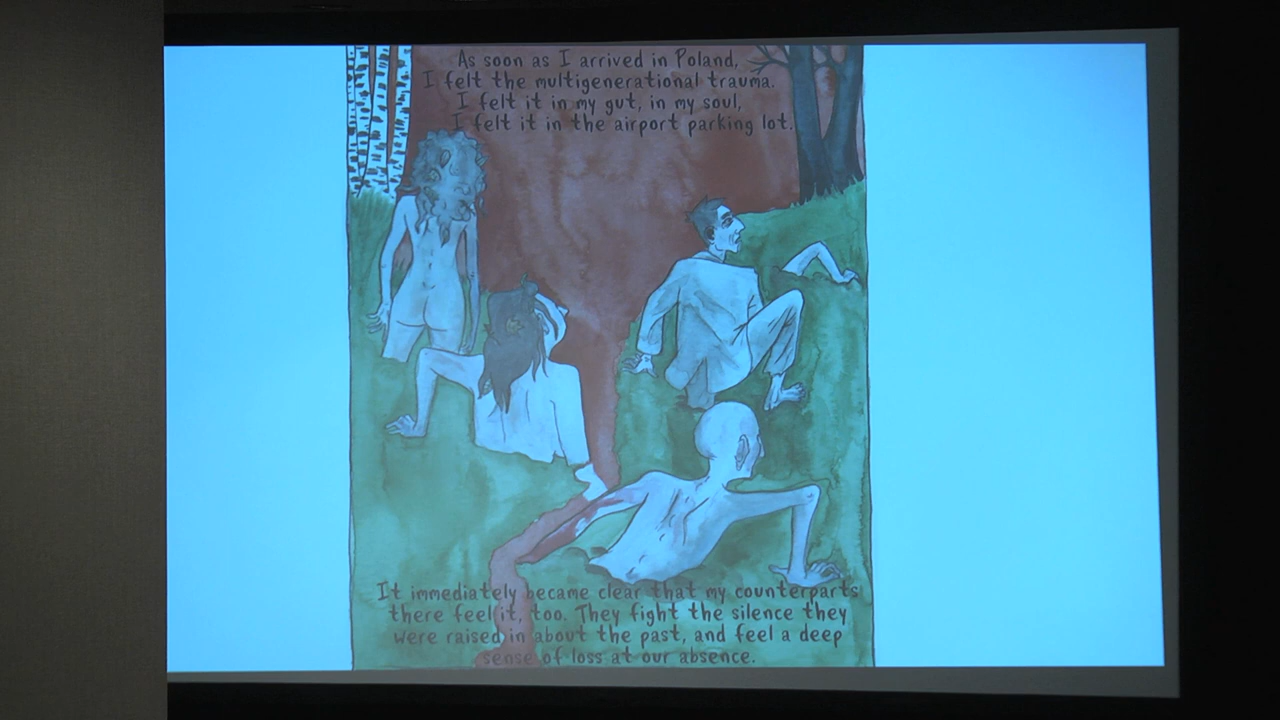 As soon as I arrived in Poland,
I felt the multigenerational trauma.
I felt it in my gut, in my soul,
I felt it in the airport parking lot.
It immediately became clear that my counterparts
there feel it, too. They fight the silence they
were raised in about the past, and feel a deep
sense of loss at our absence.